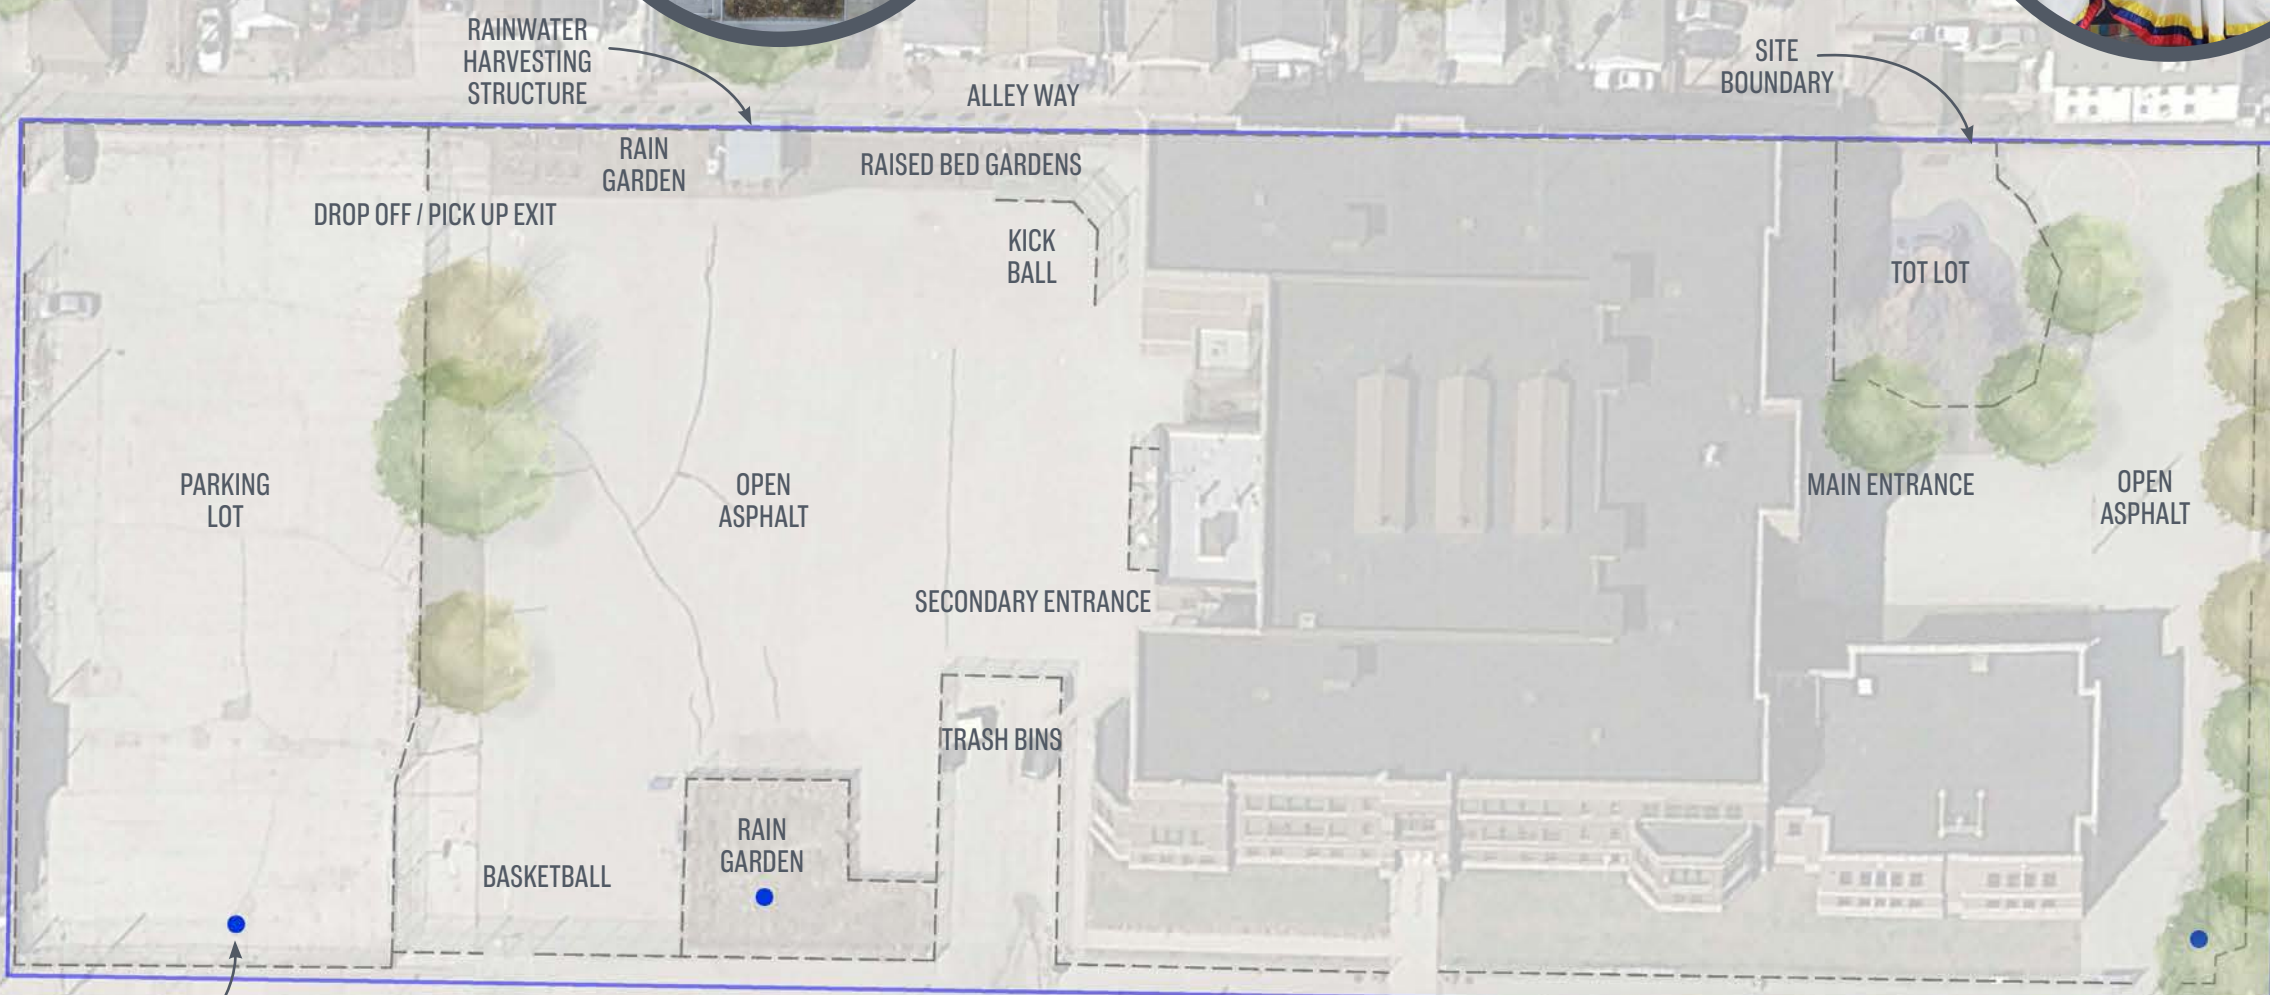 RAINWATER
HARVESTING
STRUCTURE
ALLEY WAY
SITE
BOUNDARY
RAIN
GARDEN
RAISED BED GARDENS
DROP OFF / PICK UP EXIT
KICK
BALL
TOT LOT
PARKING
LOT
OPEN
ASPHALT
MAIN ENTRANCE
OPEN
ASPHALT
SECONDARY ENTRANCE
TRASH BINS
RAIN
GARDEN
BASKETBALL